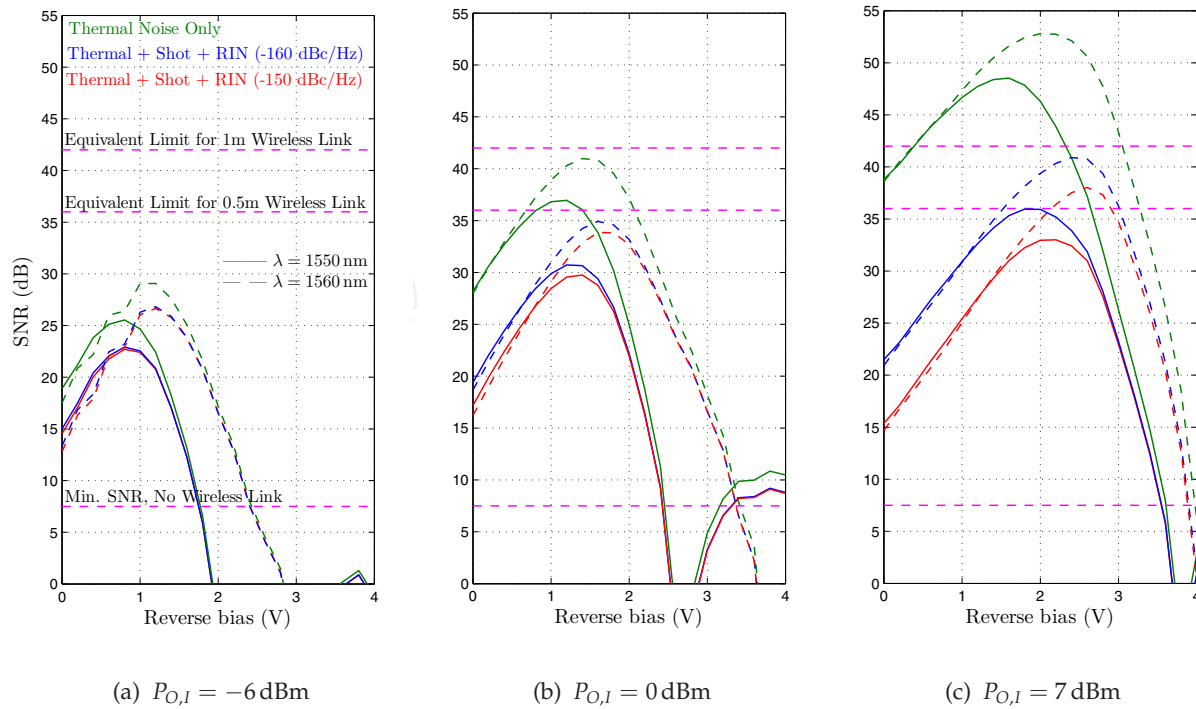 55
50
45
40
35
30
25
20
15
10
5
0
SNR (dB)
Thermal Noise Only
Thermal + Shot + RIN (-160 dBc/Hz)
Thermal + Shot + RIN (-150 dBc/Hz)
Equivalent Limit for 1m Wireless Link
Equivalent Limit for 0.5m Wireless Link
λ = 1550 nm
λ = 1560 nm
Min. SNR, No Wireless Link
0 1 2 3 4
Reverse bias (V)
(a) P_{O,I} = −6 dBm
55
50
45
40
35
30
25
20
15
10
5
0
0 1 2 3 4
Reverse bias (V)
(b) P_{O,I} = 0 dBm
55
50
45
40
35
30
25
20
15
10
5
0
0 1 2 3 4
Reverse bias (V)
(c) P_{O,I} = 7 dBm